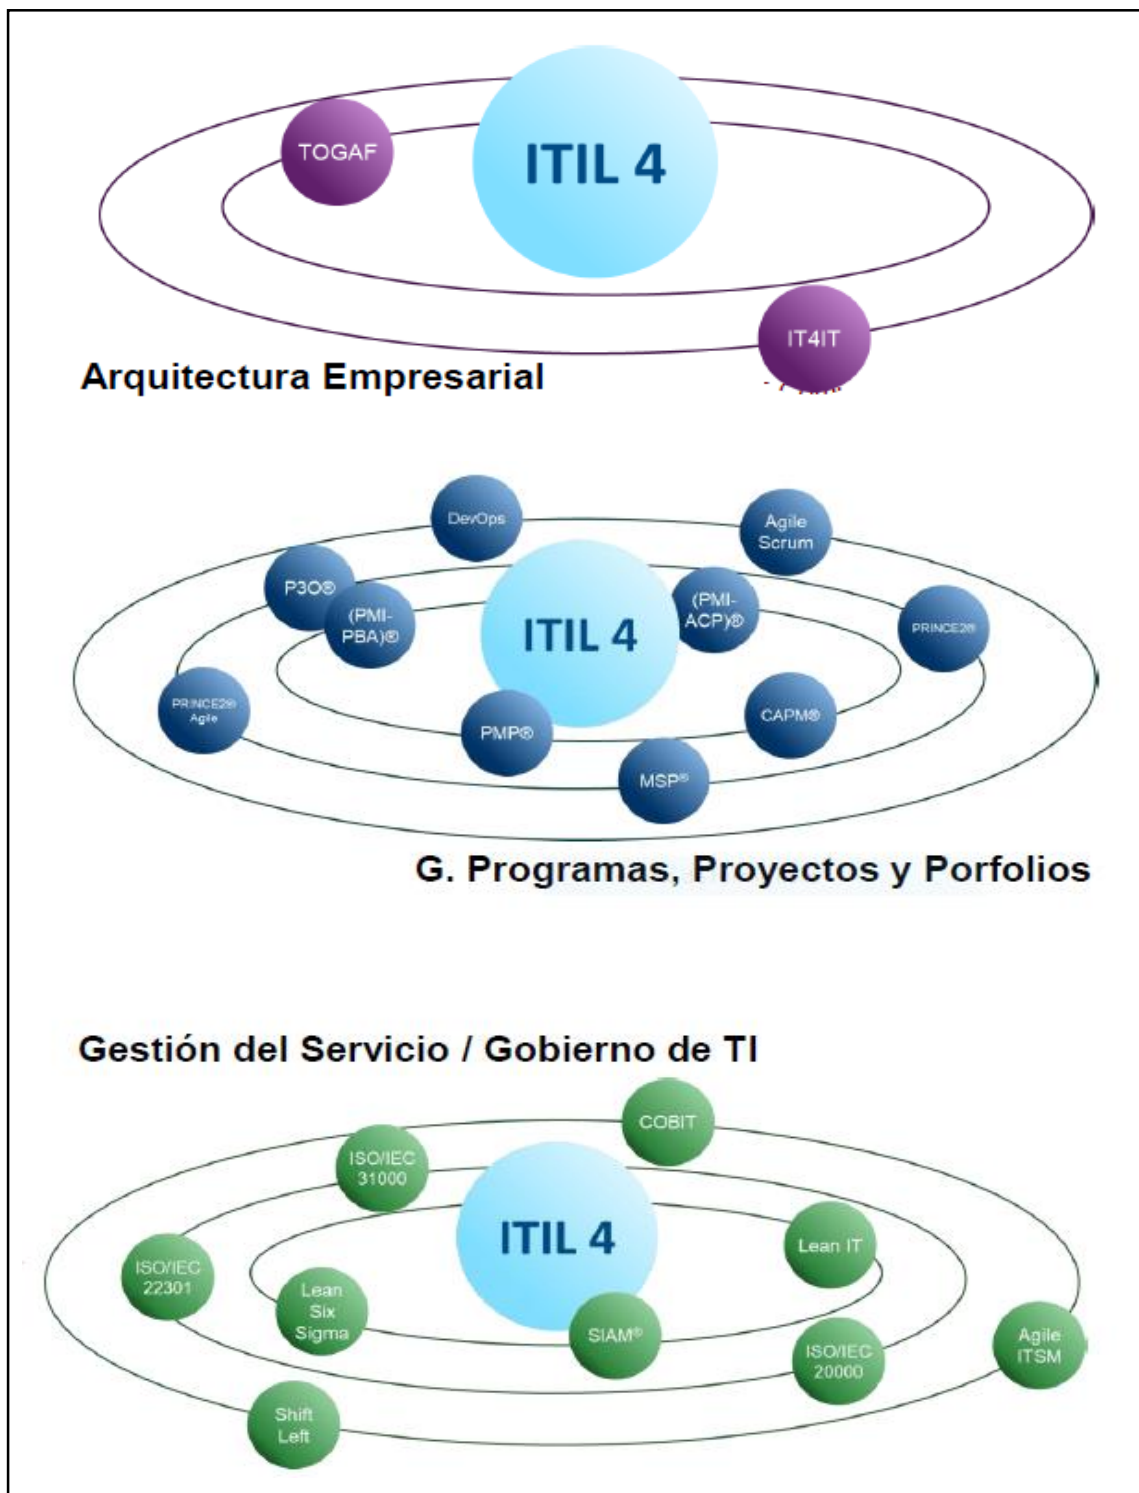 ITIL 4
TOGAF
IT4IT
Arquitectura Empresarial
DevOps
Agile
Scrum
P3O®
(PMI-
PBA)®
ITIL 4
(PMI-
ACP)®
PRINCE2®
PRINCE2®
Agile
PMP®
CAPM®
MSP®
G. Programas, Proyectos y Porfolios
Gestión del Servicio / Gobierno de TI
COBIT
ISO/IEC
31000
ITIL 4
Lean IT
ISO/IEC
22301
Lean
Six
Sigma
SIAM®
ISO/IEC
20000
Agile
ITSM
Shift
Left